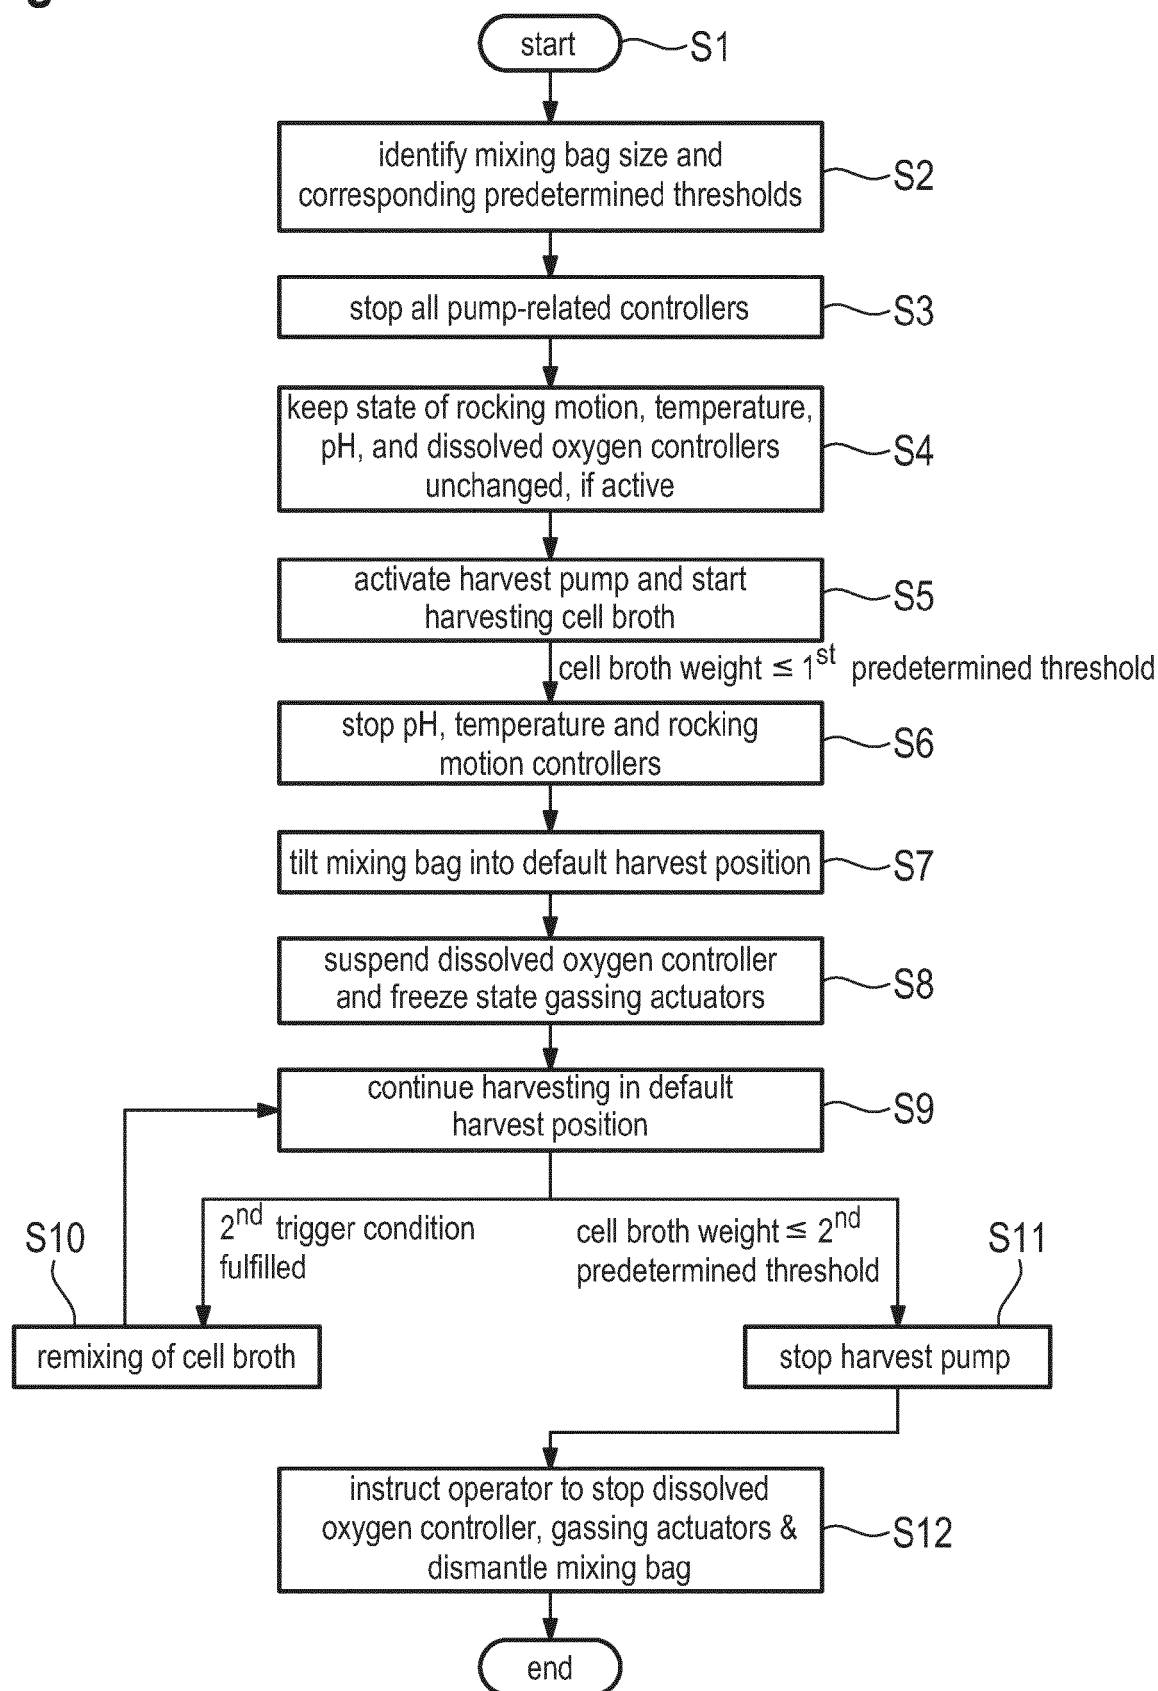 start
S1
identify mixing bag size and
corresponding predetermined thresholds
S2
stop all pump-related controllers
S3
keep state of rocking motion, temperature,
pH, and dissolved oxygen controllers
unchanged, if active
S4
activate harvest pump and start
harvesting cell broth
S5
cell broth weight ≦ 1st predetermined threshold
stop pH, temperature and rocking
motion controllers
S6
tilt mixing bag into default harvest position
S7
suspend dissolved oxygen controller
and freeze state gassing actuators
S8
continue harvesting in default
harvest position
S9
2nd trigger condition
fulfilled
cell broth weight ≦ 2nd
predetermined threshold
S10
S11
remixing of cell broth
stop harvest pump
instruct operator to stop dissolved
oxygen controller, gassing actuators &
dismantle mixing bag
S12
end